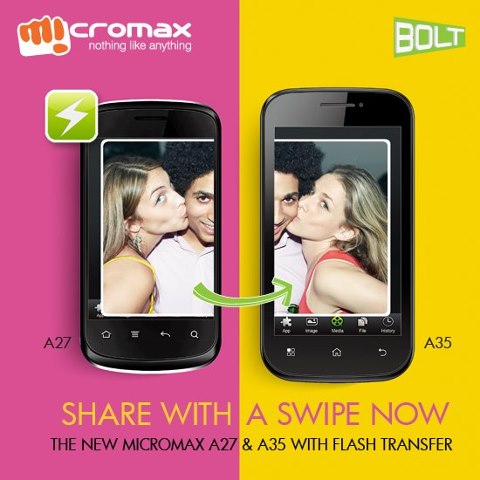 micromax
nothing like anything
BOLT
App Image Media File History
A27
A35
SHARE WITH A SWIPE NOW
THE NEW MICROMAX A27 & A35 WITH FLASH TRANSFER